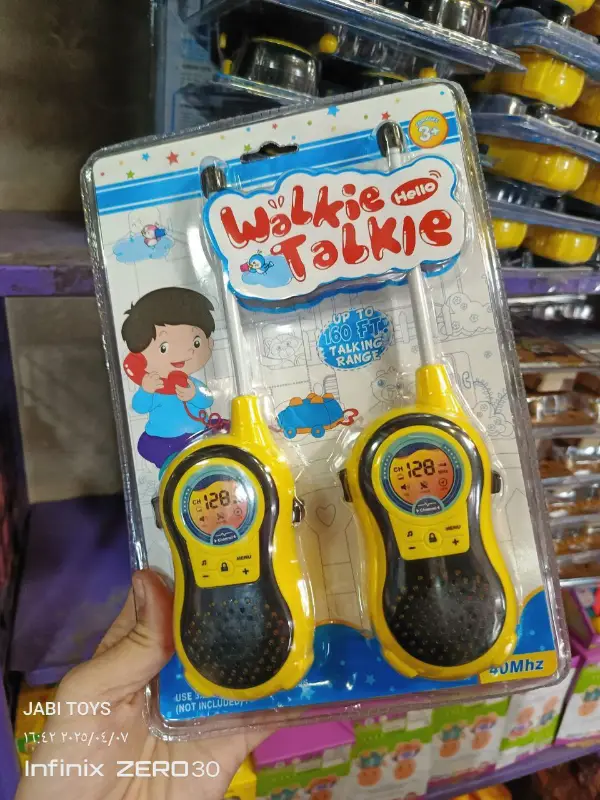 3+
Walkie
Hello
Talkie
UP TO
160 FT.
TALKING
RANGE
CH 128
MENU
- +
CH 128
MENU
- +
40Mhz
USE
(NOT INCLUDED)
JABI TOYS
١٦:٤٢ ٢٠٢٥/٠٤/٠٧
Infinix ZERO30